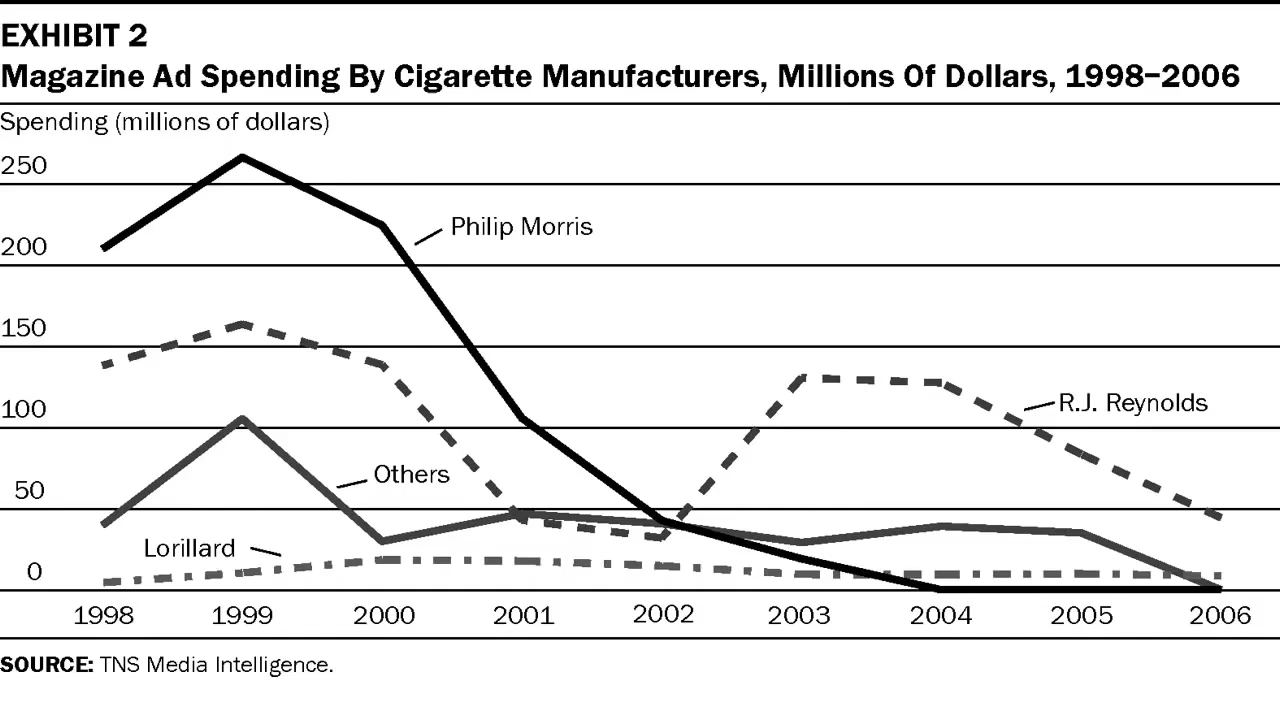 EXHIBIT 2
Magazine Ad Spending By Cigarette Manufacturers, Millions Of Dollars, 1998–2006
Spending (millions of dollars)
250
Philip Morris
200
150
100
R.J. Reynolds
Others
50
Lorillard
0
1998 1999 2000 2001 2002 2003 2004 2005 2006
SOURCE: TNS Media Intelligence.